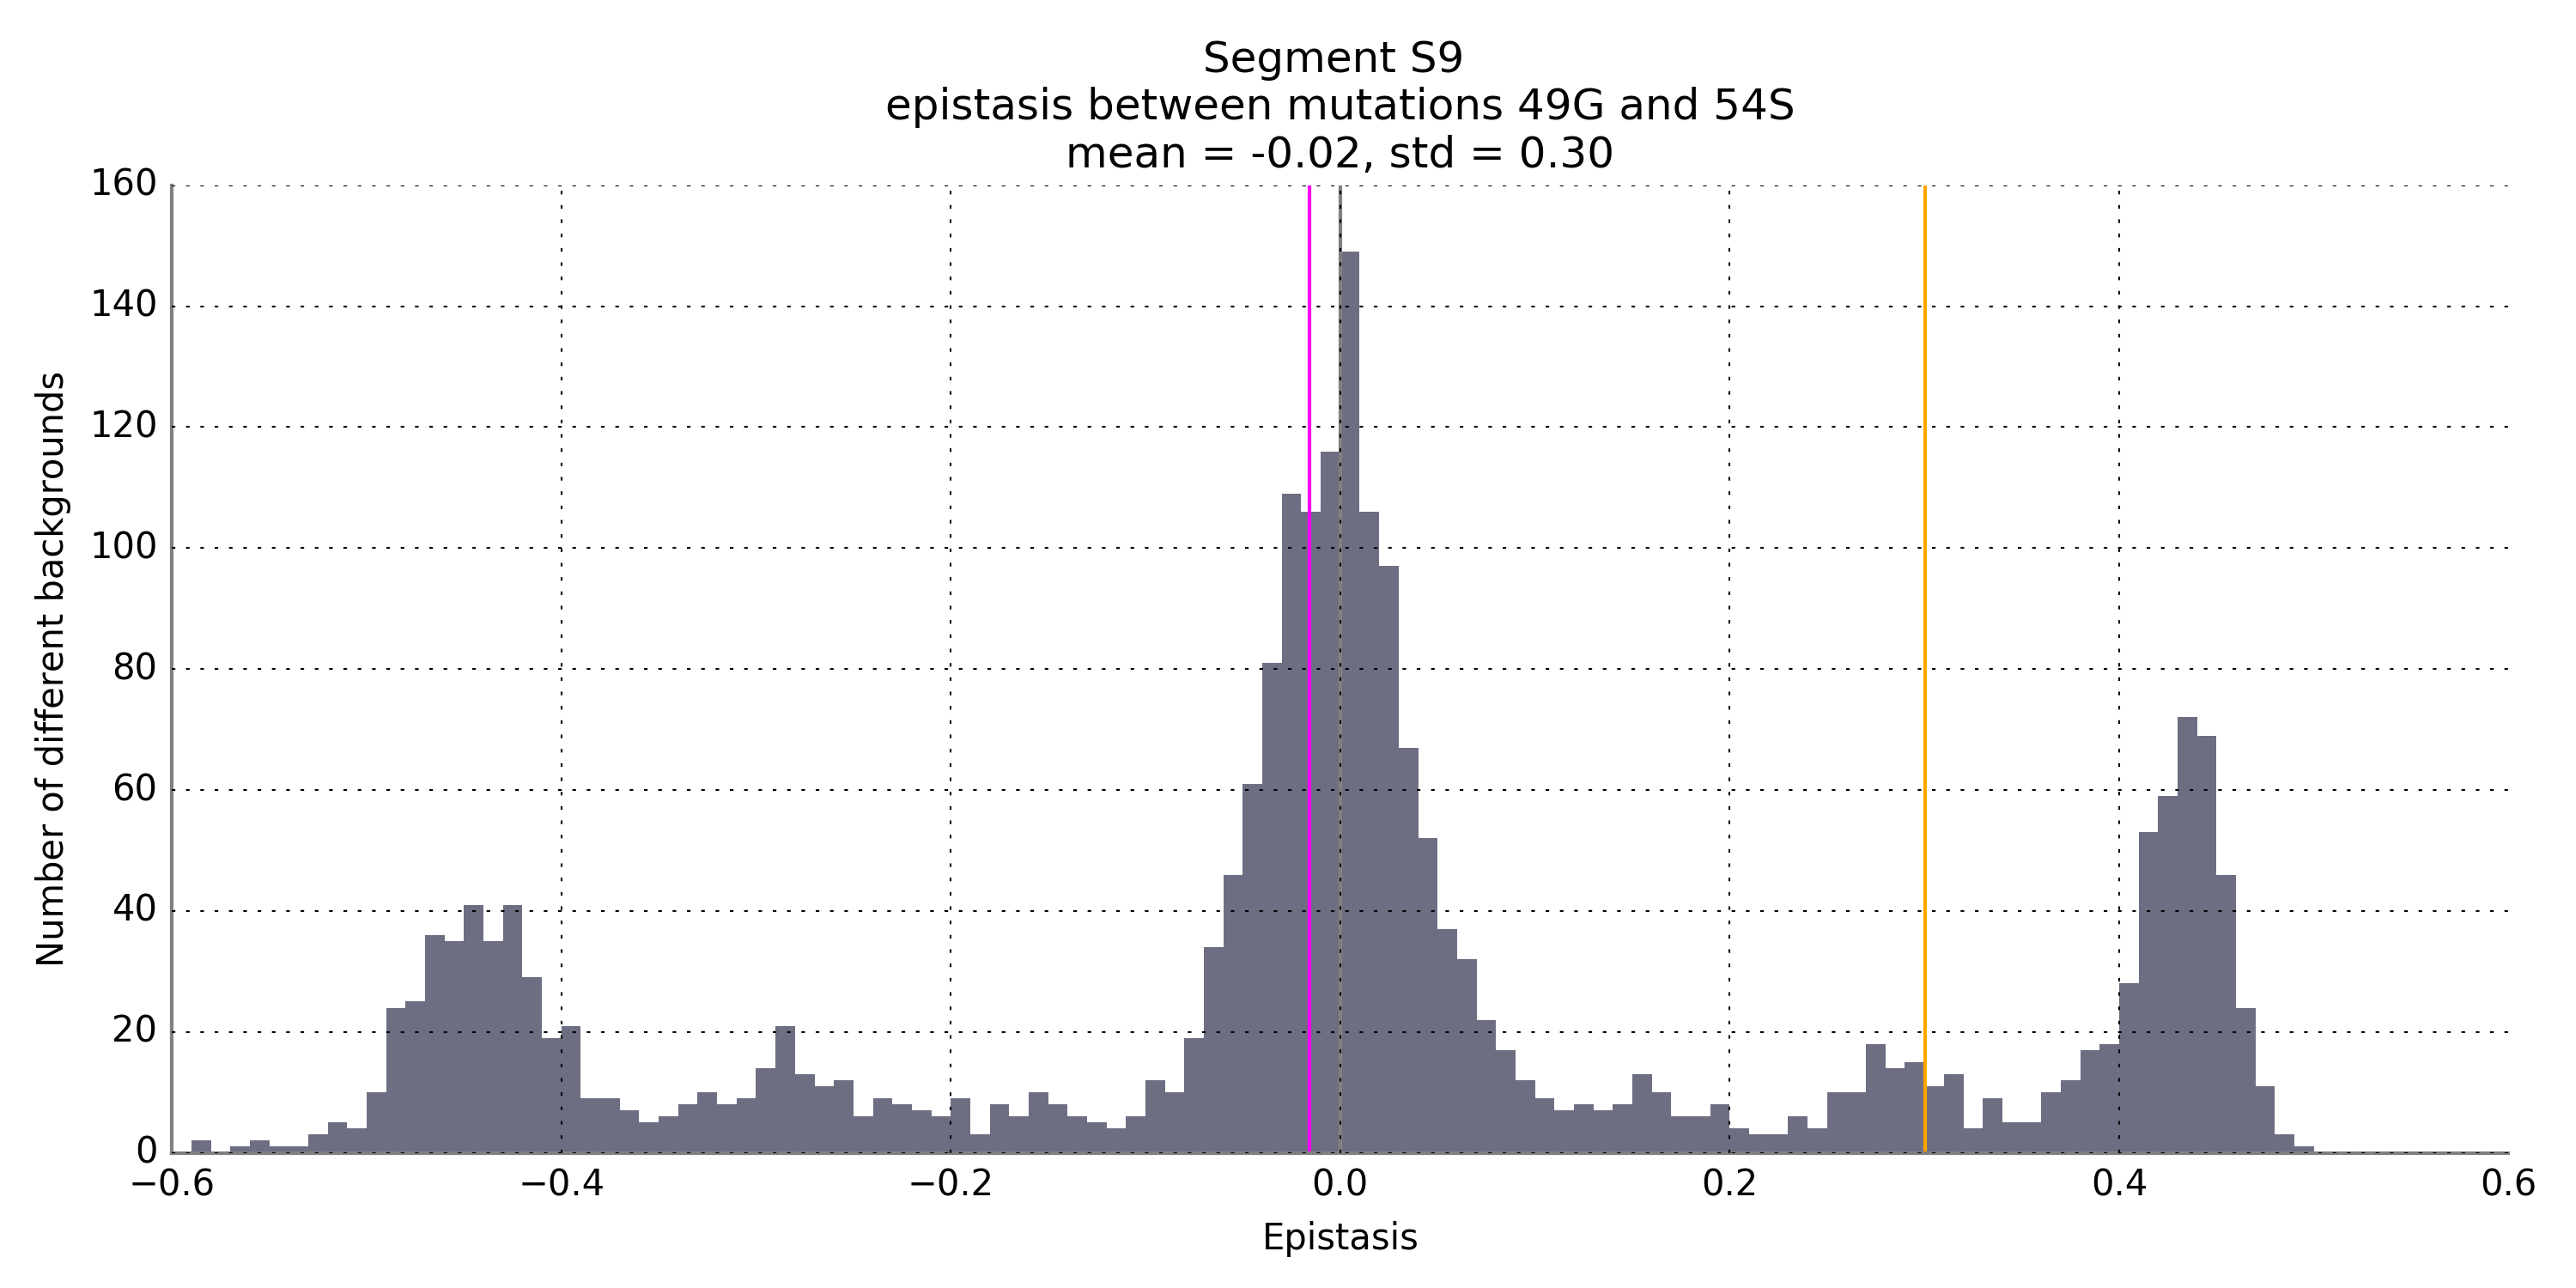 Segment S9
epistasis between mutations 49G and 54S
mean = -0.02, std = 0.30
Number of different backgrounds
160
140
120
100
80
60
40
20
0
−0.6 −0.4 −0.2 0.0 0.2 0.4 0.6
Epistasis